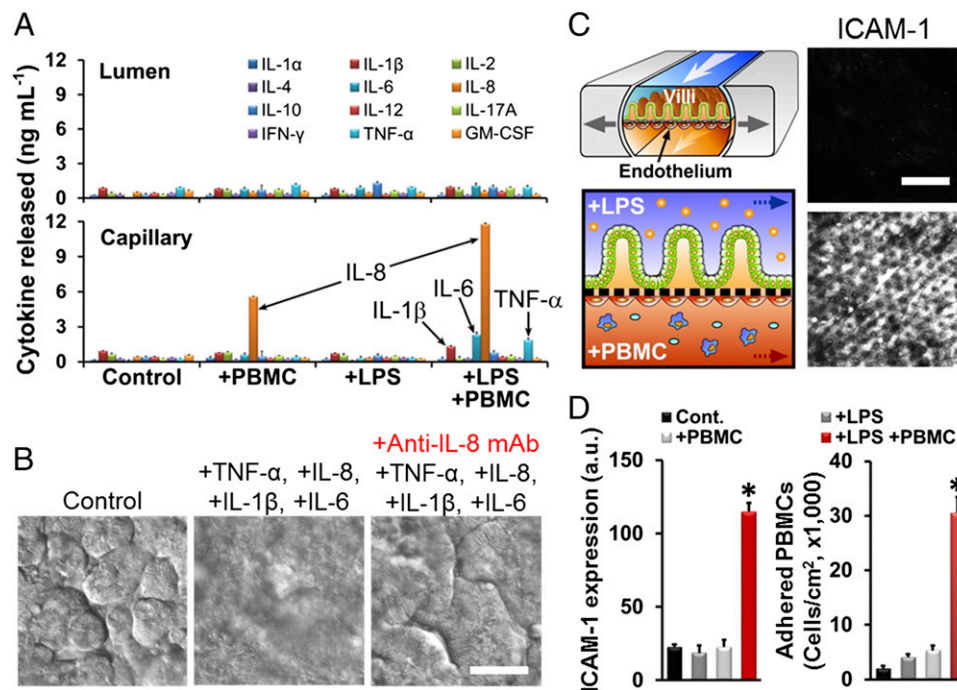 A
Cytokine released (ng mL⁻¹)
12
9
6
3
0
Lumen
IL-1α
IL-1β
IL-2
IL-4
IL-6
IL-8
IL-10
IL-12
IL-17A
IFN-γ
TNF-α
GM-CSF
12
9
6
3
0
Capillary
IL-8
IL-1β
IL-6
TNF-α
Control
+PBMC
+LPS
+LPS
+PBMC
B
Control
+TNF-α, +IL-8,
+IL-1β, +IL-6
+Anti-IL-8 mAb
+TNF-α, +IL-8,
+IL-1β, +IL-6
C
ICAM-1
Villi
Endothelium
+LPS
+PBMC
D
Cont.
+PBMC
+LPS
+LPS +PBMC
ICAM-1 expression (a.u.)
150
100
50
0
*
Adhered PBMCs
(Cells/cm², x1,000)
40
30
20
10
0
*